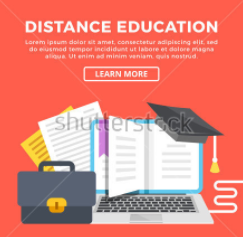 DISTANCE EDUCATION
Lorem ipsum dolor sit amet, consectetur adipiscing elit, sed
do eiusmod tempor incididunt ut labore et dolore magna
aliqua. Ut enim ad minim veniam, quis nostrud.
LEARN MORE
shutterstock